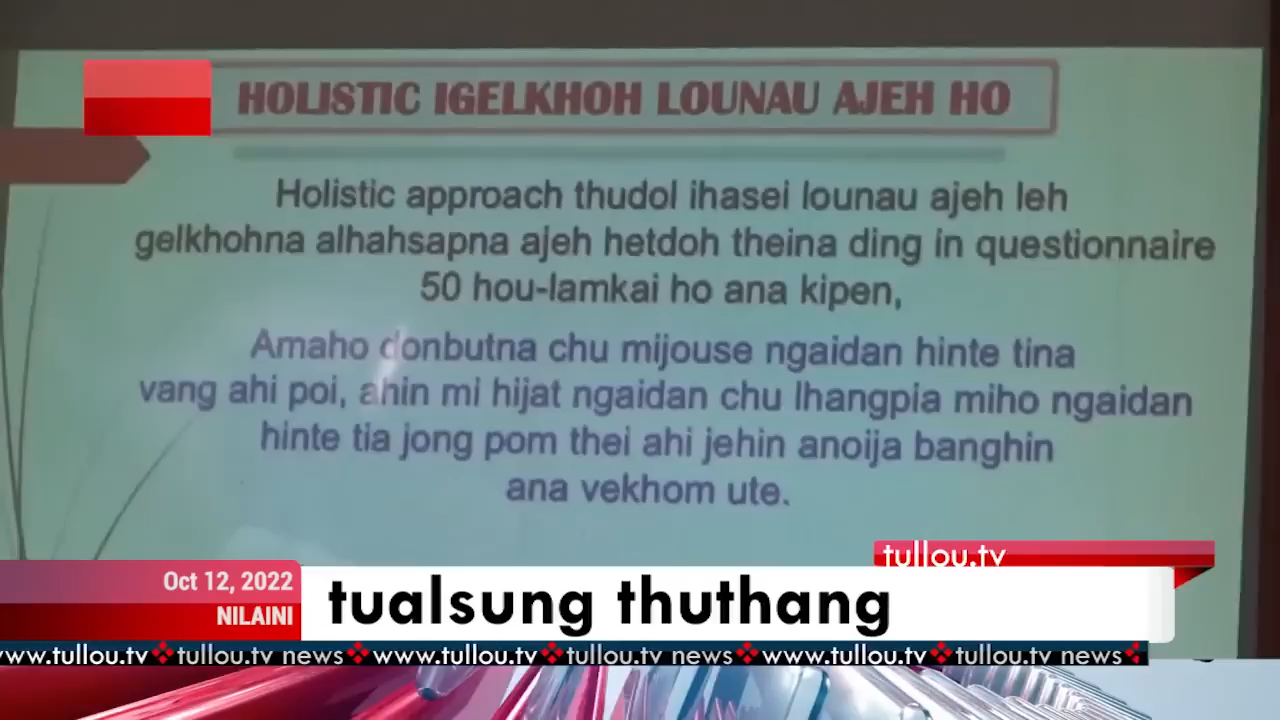 HOLISTIC IGELKHOH LOUNAU AJEH HO
Holistic approach thudol ihasei lounau ajeh leh
gelkhohna alhahsapna ajeh hetdoh theina ding in questionnaire
50 hou-lamkai ho ana kipen,
Amaho donbutna chu mijouse ngaidan hinte tina
vang ahi poi, ahin mi hijat ngaidan chu lhangpia miho ngaidan
hinte tia jong pom thei ahi jehin anoija banghin
ana vekhom ute.
tullou.tv
Oct 12, 2022
NILAINI
tualsung thuthang
www.tullou.tv❖tullou.tv news❖www.tullou.tv❖tullou.tv news❖www.tullou.tv❖tullou.tv news❖